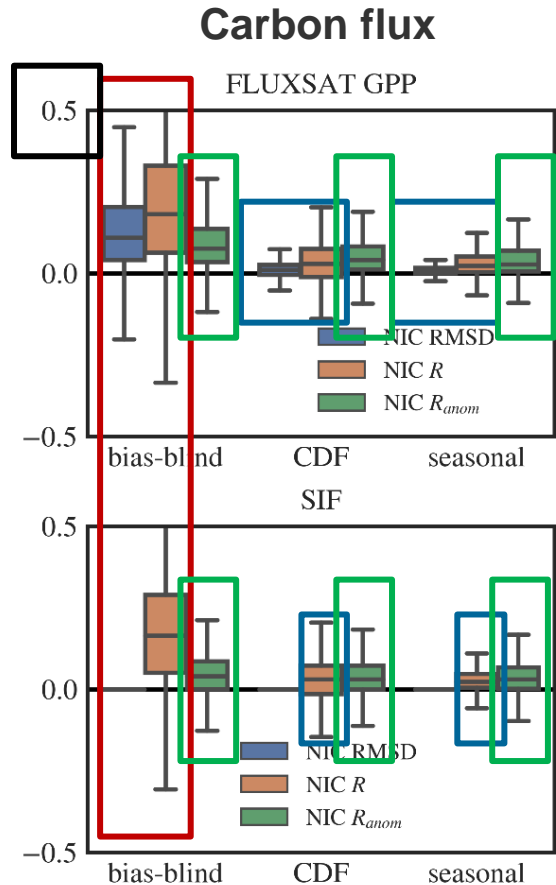 Carbon flux
FLUXSAT GPP
0.5
0.0
−0.5
NIC RMSD
NIC R
NIC Ranom
bias-blind CDF seasonal
SIF
0.5
0.0
−0.5
NIC RMSD
NIC R
NIC Ranom
bias-blind CDF seasonal